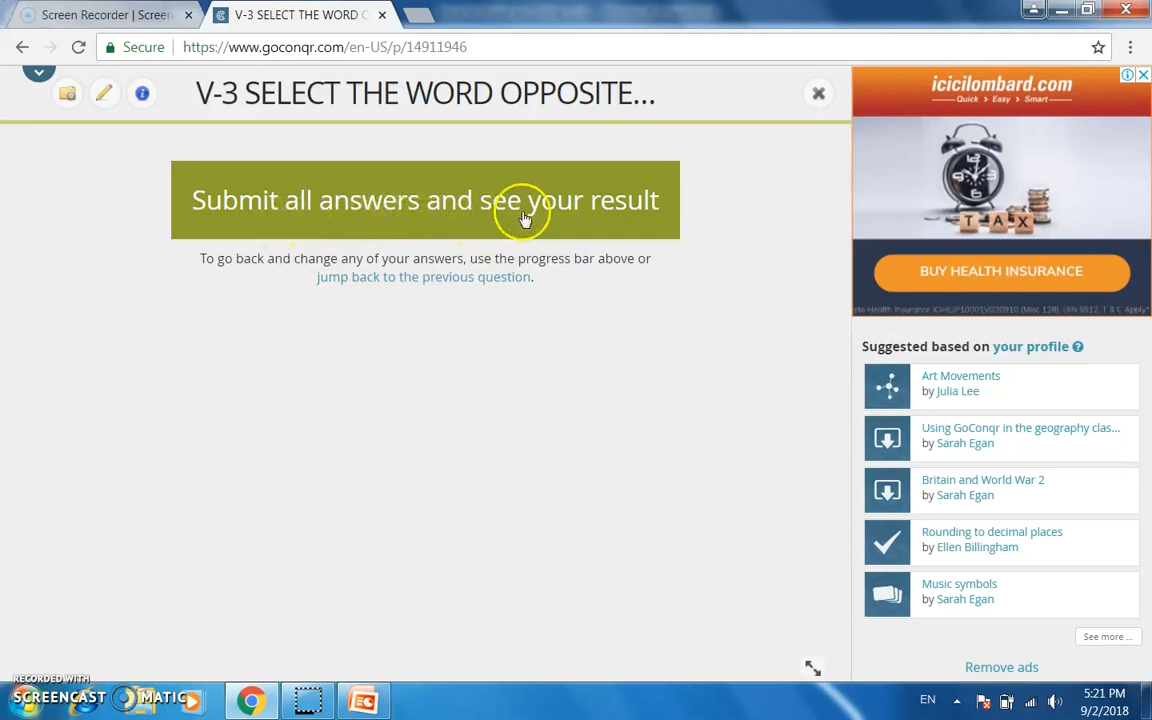 Screen Recorder | Screen
V-3 SELECT THE WORD O
Secure
https://www.goconqr.com/en-US/p/14911946
V-3 SELECT THE WORD OPPOSITE...
Submit all answers and see your result
To go back and change any of your answers, use the progress bar above or
jump back to the previous question.
icicilombard.com
Quick Easy Smart
TAX
BUY HEALTH INSURANCE
Suggested based on your profile
Art Movements
by Julia Lee
Using GoConqr in the geography clas...
by Sarah Egan
Britain and World War 2
by Sarah Egan
Rounding to decimal places
by Ellen Billingham
Music symbols
by Sarah Egan
See more ...
Remove ads
RECORDED WITH
SCREENCAST MATIC
EN
5:21 PM
9/2/2018